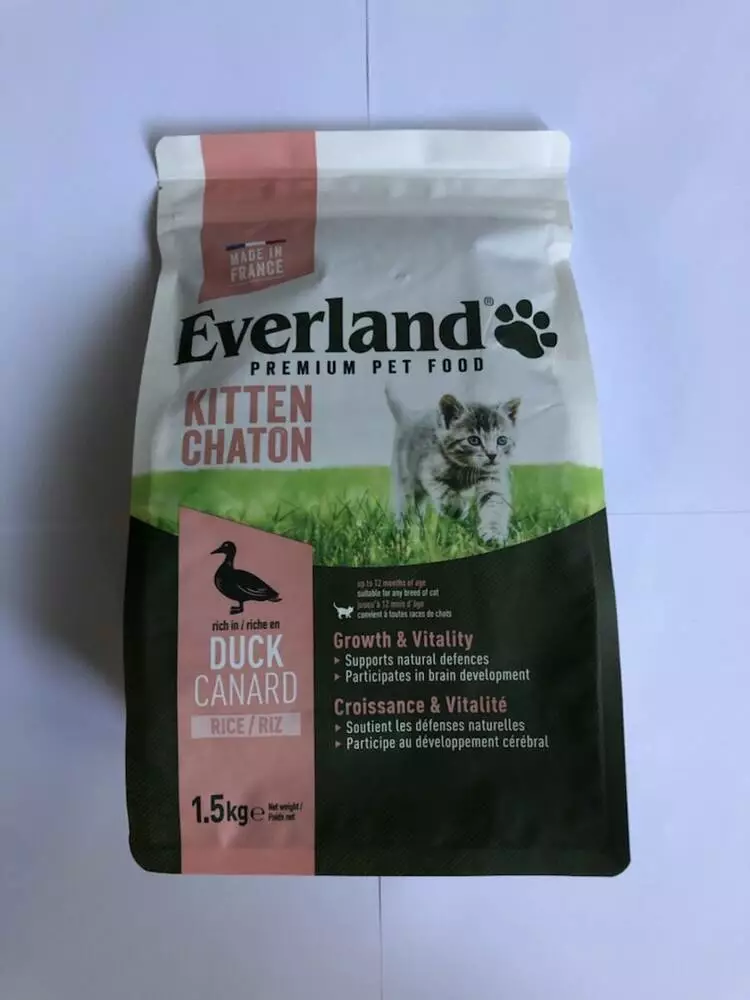 MADE IN
FRANCE
Everland®
PREMIUM PET FOOD
KITTEN
CHATON
up to 12 months of age
suitable for any breed of cat
jusqu'à 12 mois d'âge
convient à toutes races de chats
rich in / riche en
DUCK
CANARD
RICE / RIZ
Growth & Vitality
▸ Supports natural defences
▸ Participates in brain development
Croissance & Vitalité
▸ Soutient les défenses naturelles
▸ Participe au développement cérébral
1.5kg℮
Net weight /
Poids net